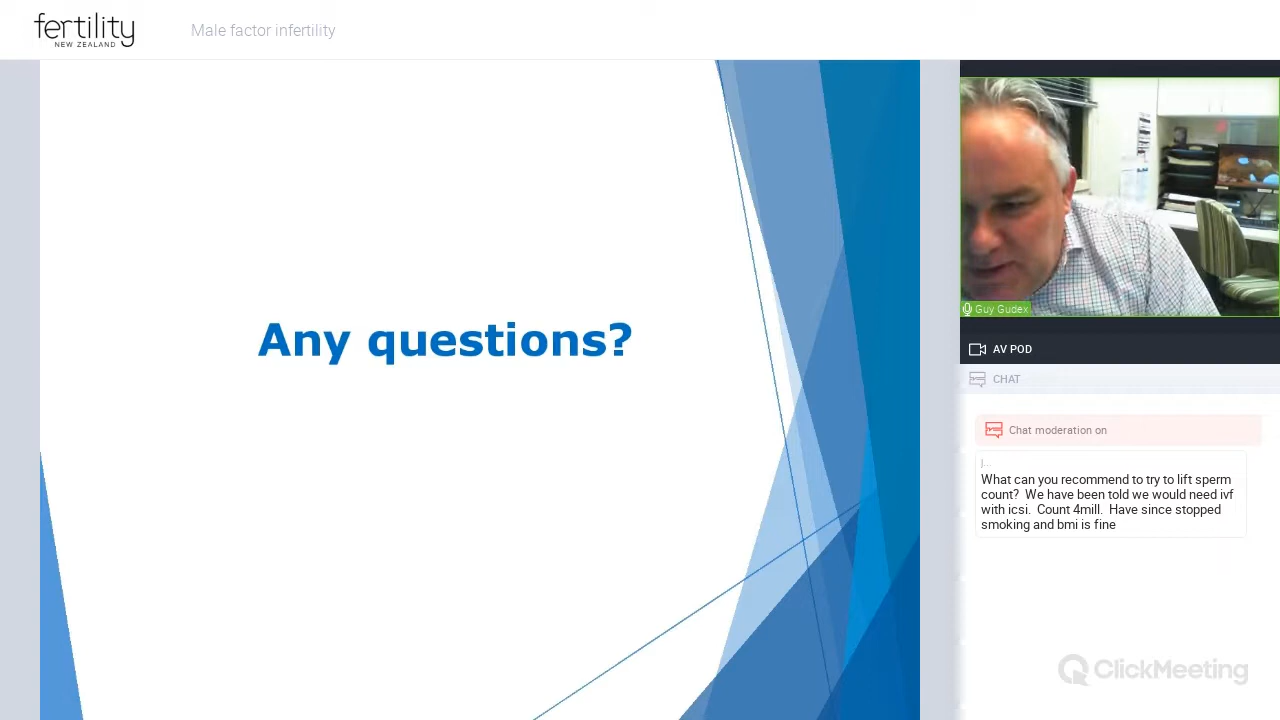 fertility
NEW ZEALAND
Male factor infertility
Any questions?
Guy Gudex
AV POD
CHAT
Chat moderation on
j...
What can you recommend to try to lift sperm
count? We have been told we would need ivf
with icsi. Count 4mill. Have since stopped
smoking and bmi is fine
ClickMeeting